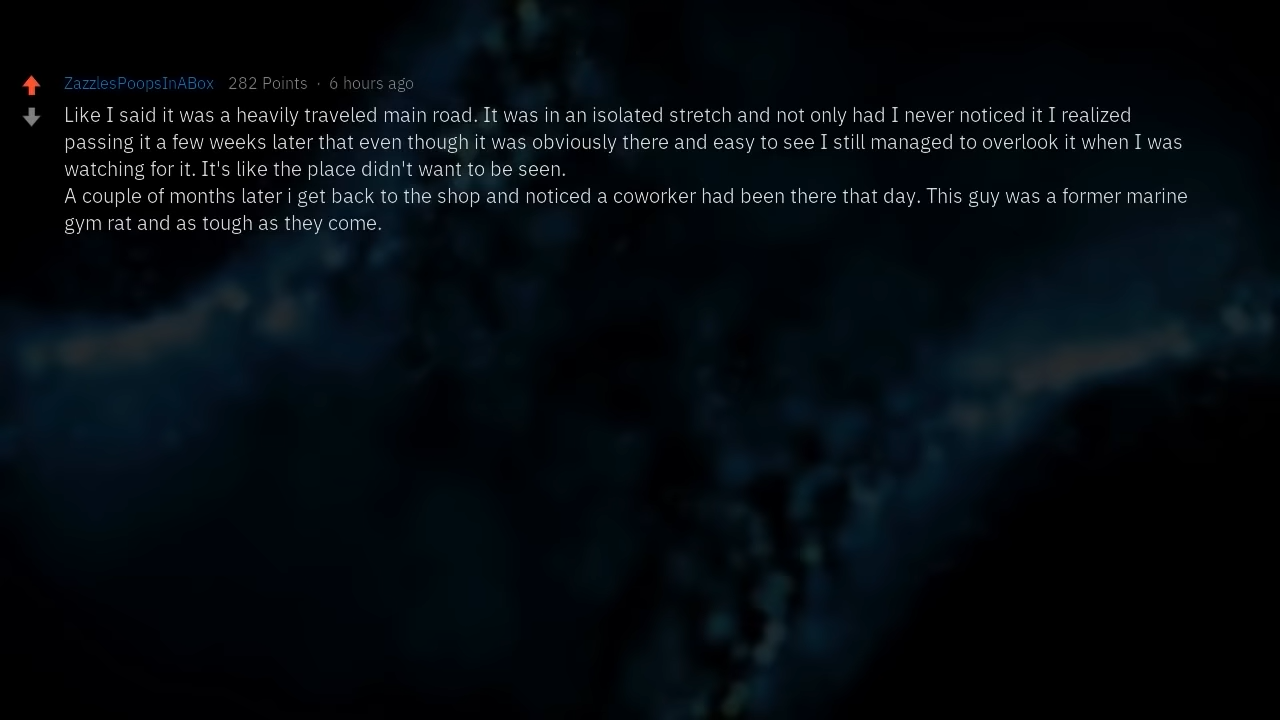 ZazzlesPoopsInABox 282 Points · 6 hours ago
Like I said it was a heavily traveled main road. It was in an isolated stretch and not only had I never noticed it I realized
passing it a few weeks later that even though it was obviously there and easy to see I still managed to overlook it when I was
watching for it. It's like the place didn't want to be seen.
A couple of months later i get back to the shop and noticed a coworker had been there that day. This guy was a former marine
gym rat and as tough as they come.